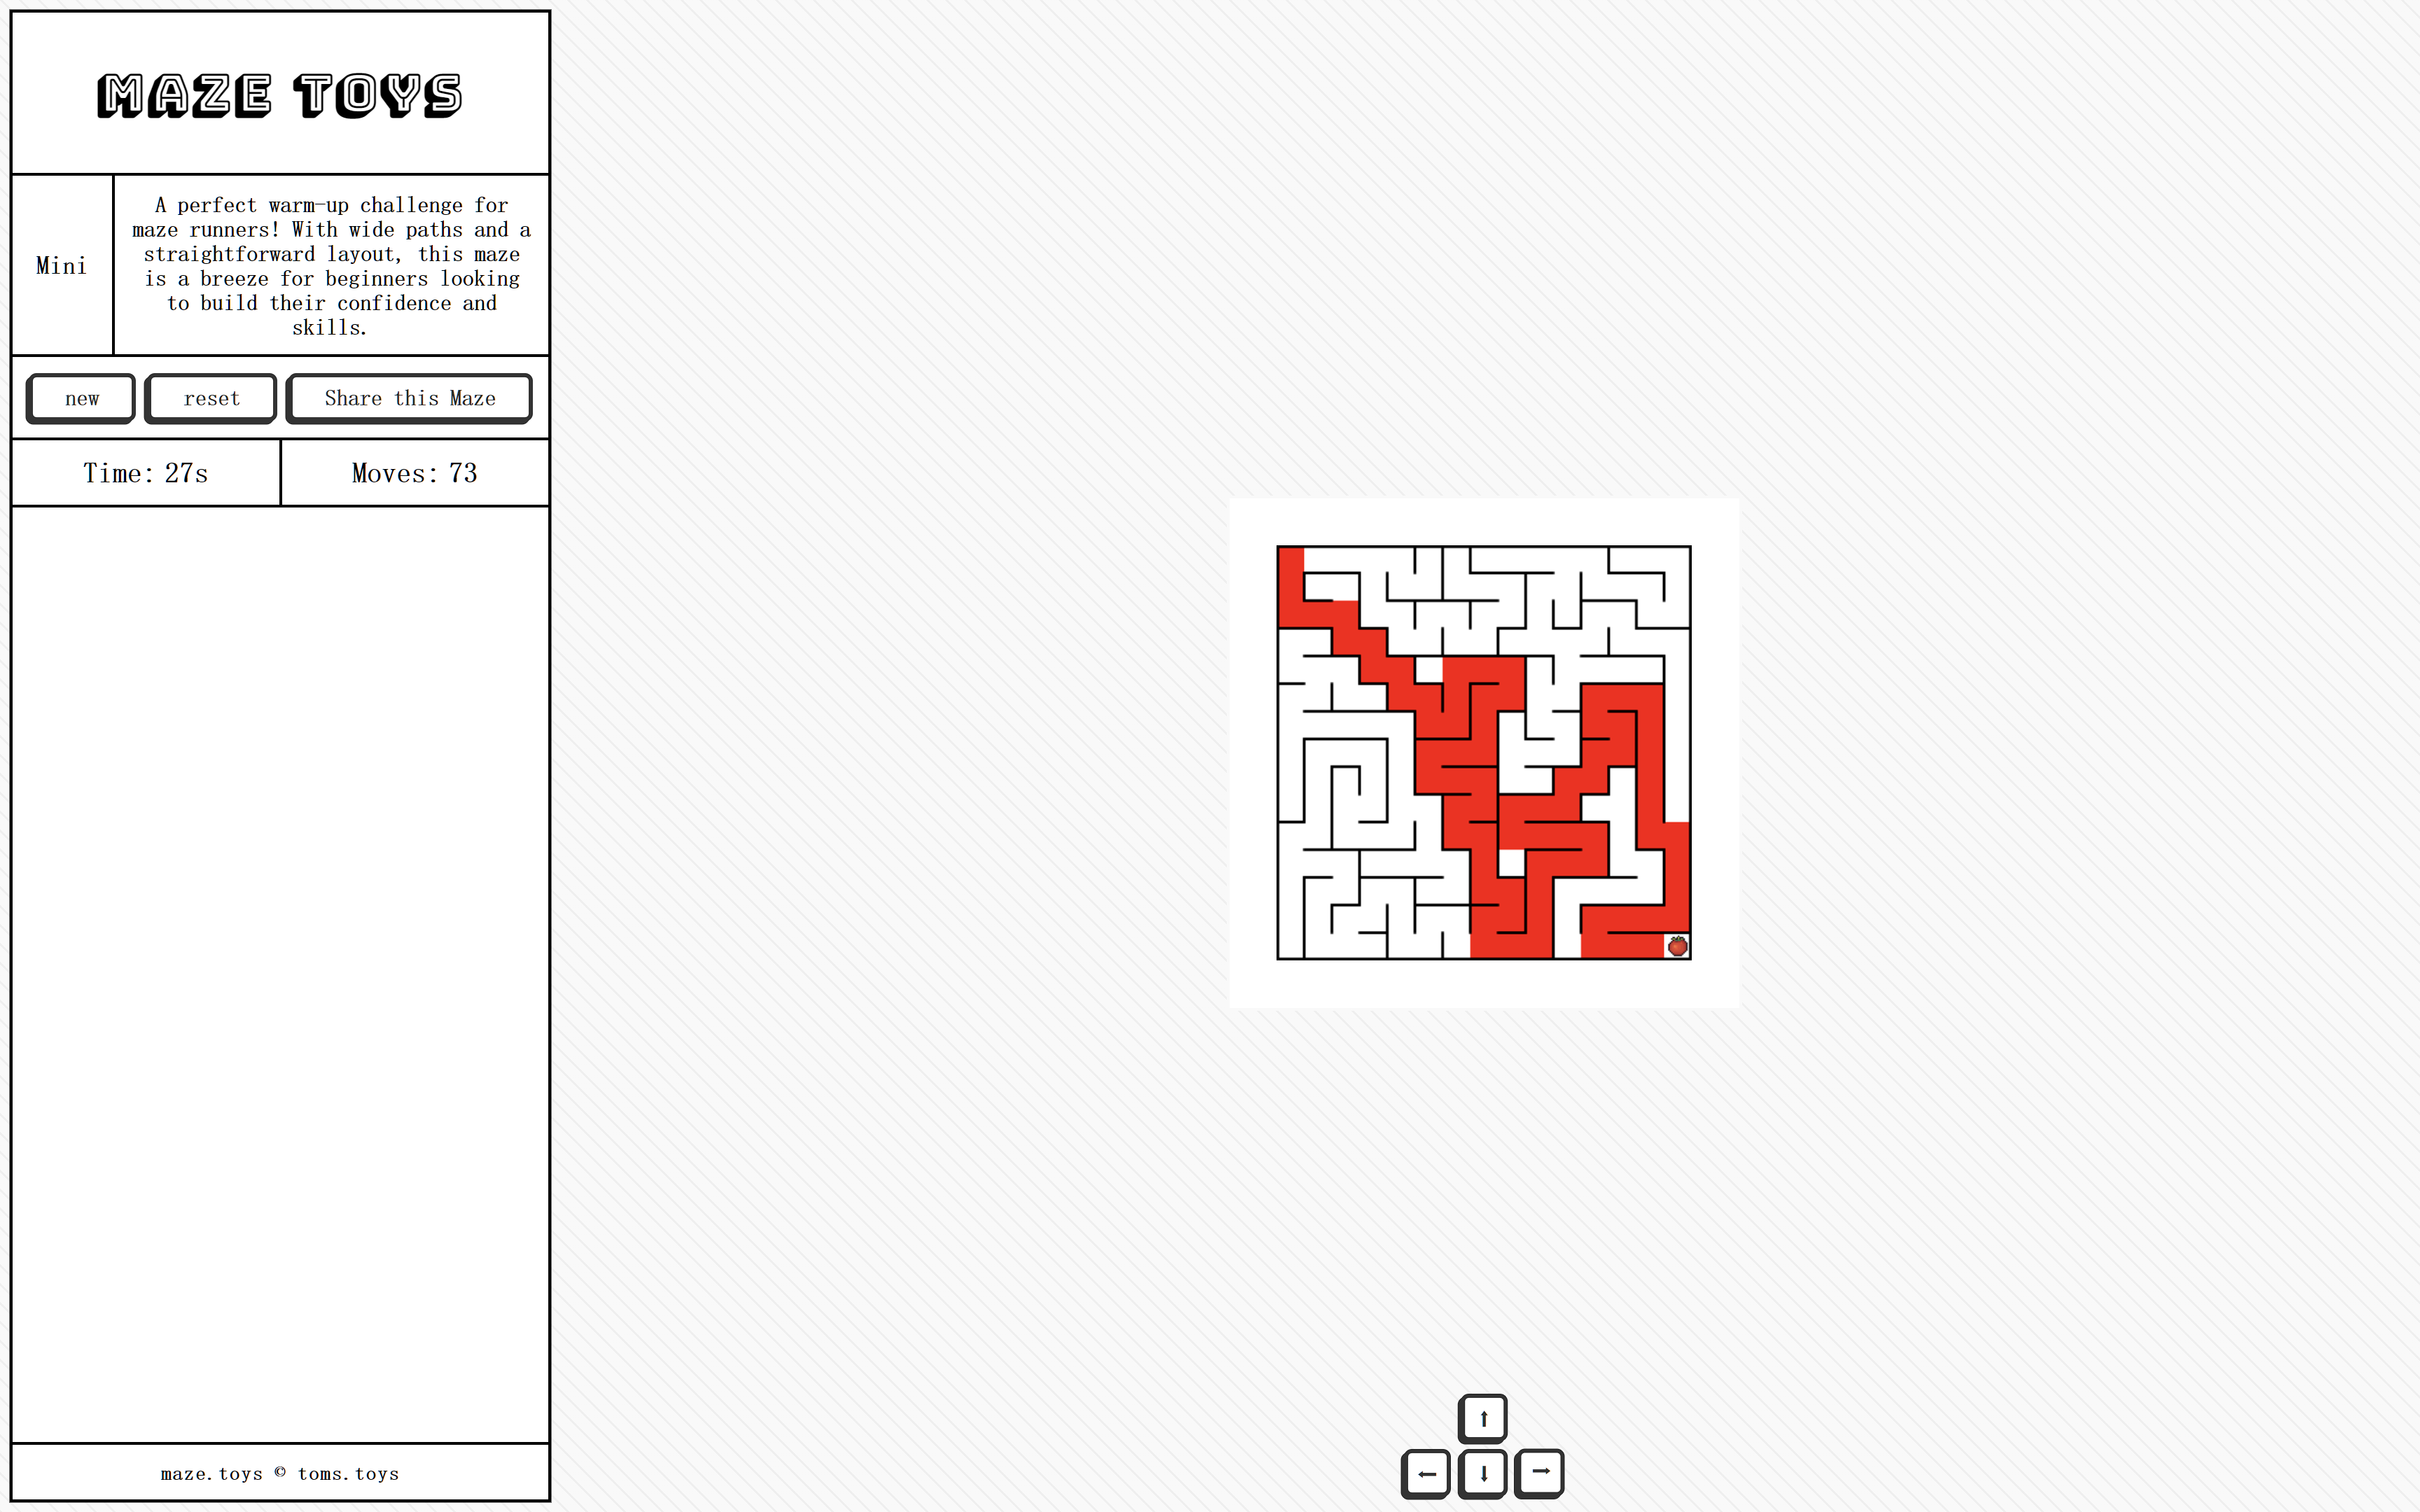 MAZE TOYS
Mini
A perfect warm-up challenge for
maze runners! With wide paths and a
straightforward layout, this maze
is a breeze for beginners looking
to build their confidence and
skills.
new
reset
Share this Maze
Time: 27s
Moves: 73
↑
← ↓ →
maze.toys © toms.toys